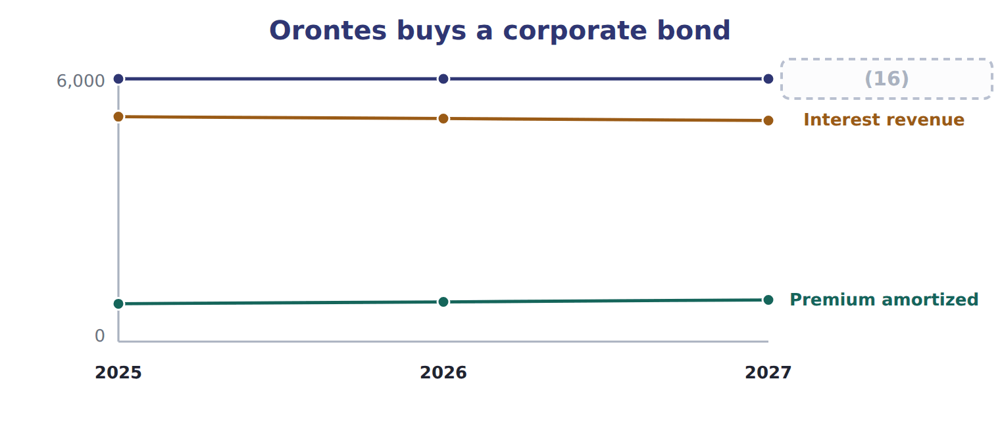 Orontes buys a corporate bond
6,000
(16)
Interest revenue
Premium amortized
0
2025
2026
2027